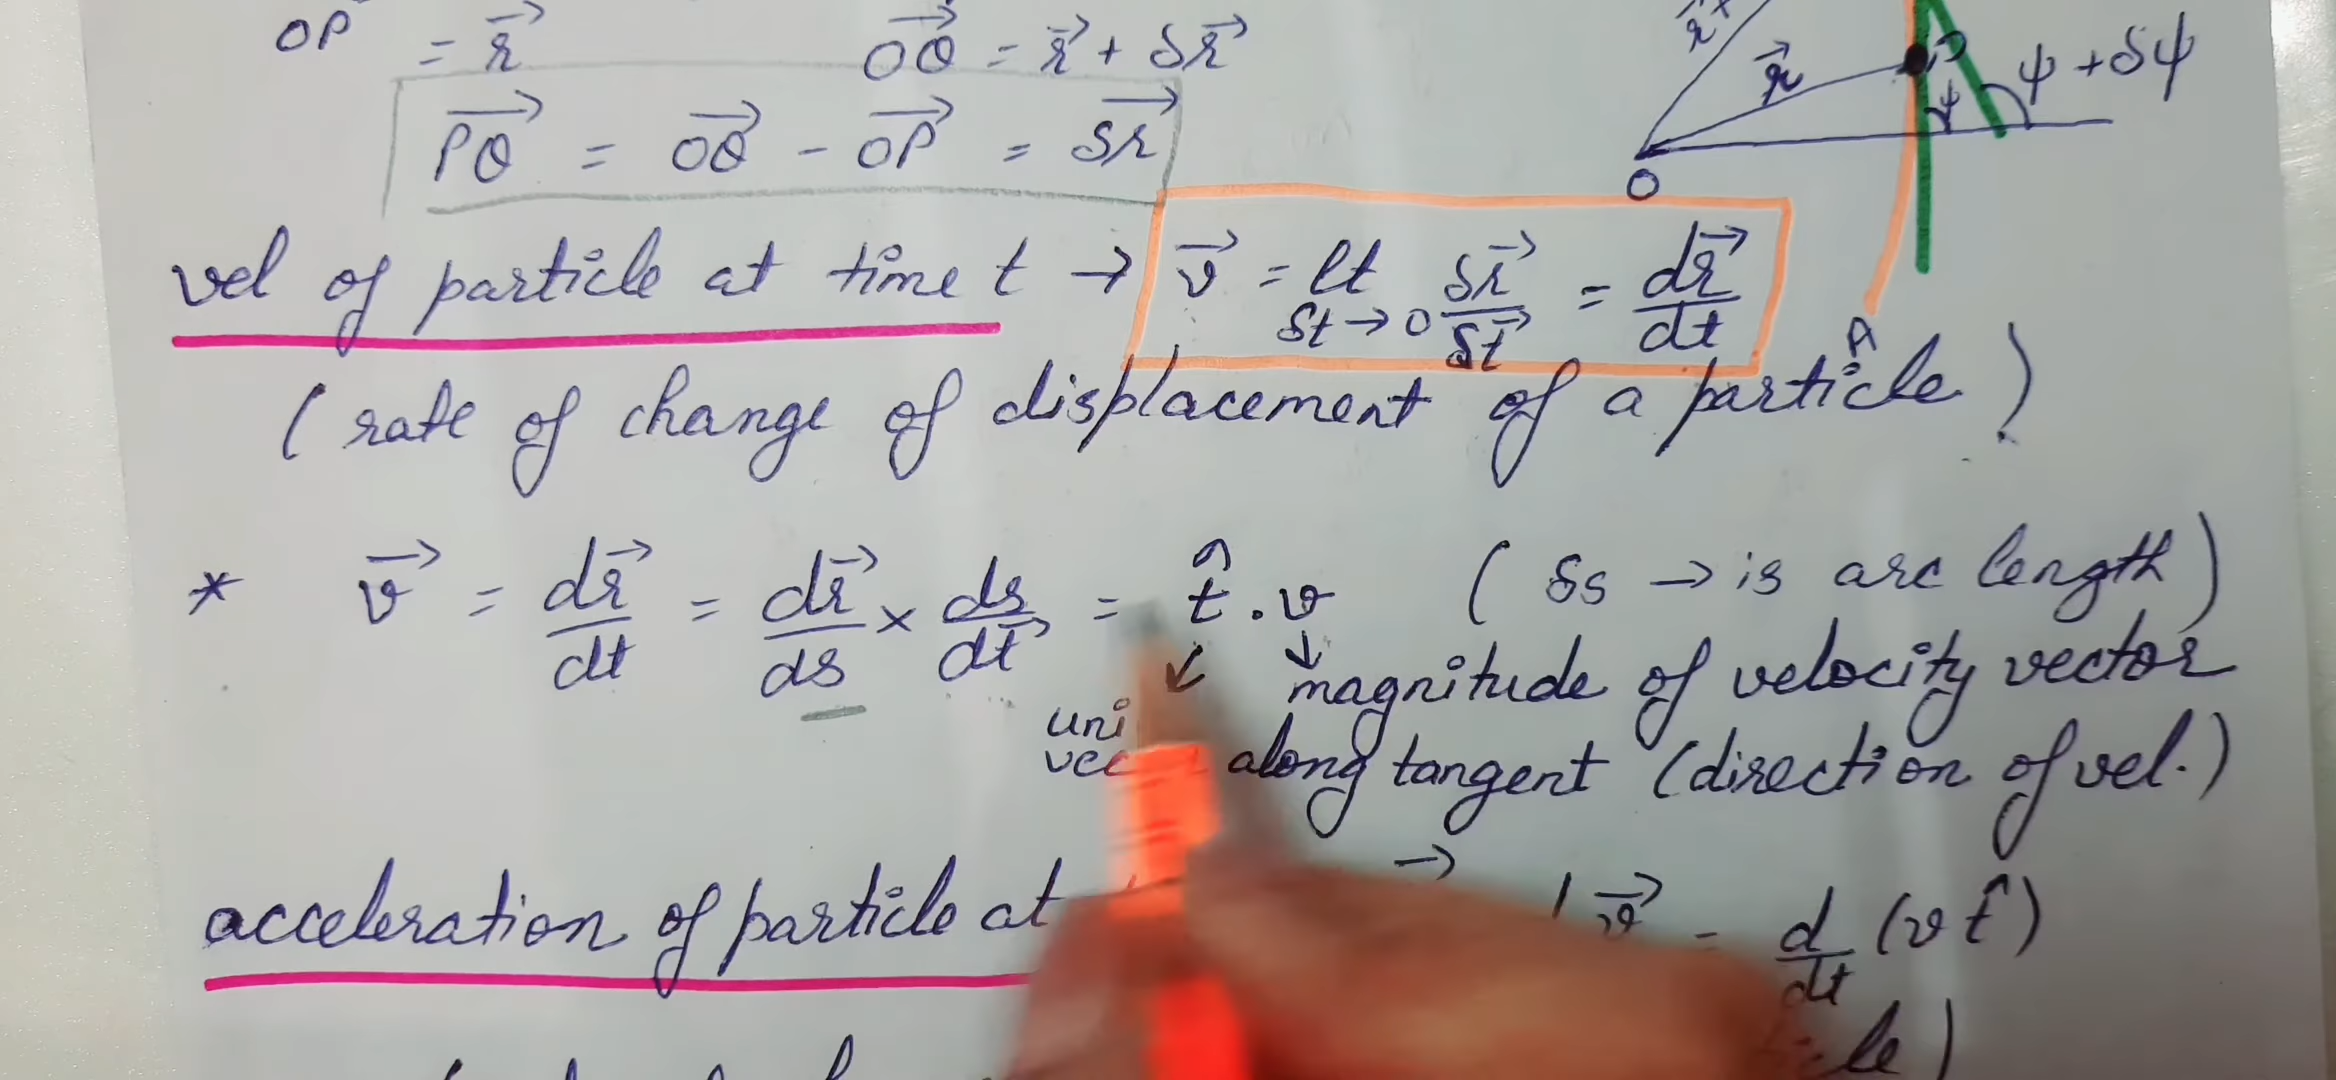 OP = r⃗ OQ⃗ = r⃗ + δr⃗
PQ⃗ = OQ⃗ - OP⃗ = δr⃗
r⃗ P ψ ψ + δψ
O
A
vel of particle at time t → v⃗ = lt δt→0 δr⃗/δt⃗ = dr⃗/dt
(rate of change of displacement of a particle)
* v⃗ = dr⃗/dt = dr⃗/ds × ds/dt⃗ = t̂ . v (δs → is arc length)
↙ ↓ magnitude of velocity vector
along tangent (direction of vel.)
acceleration of particle at v⃗ = d/dt (v t̂)